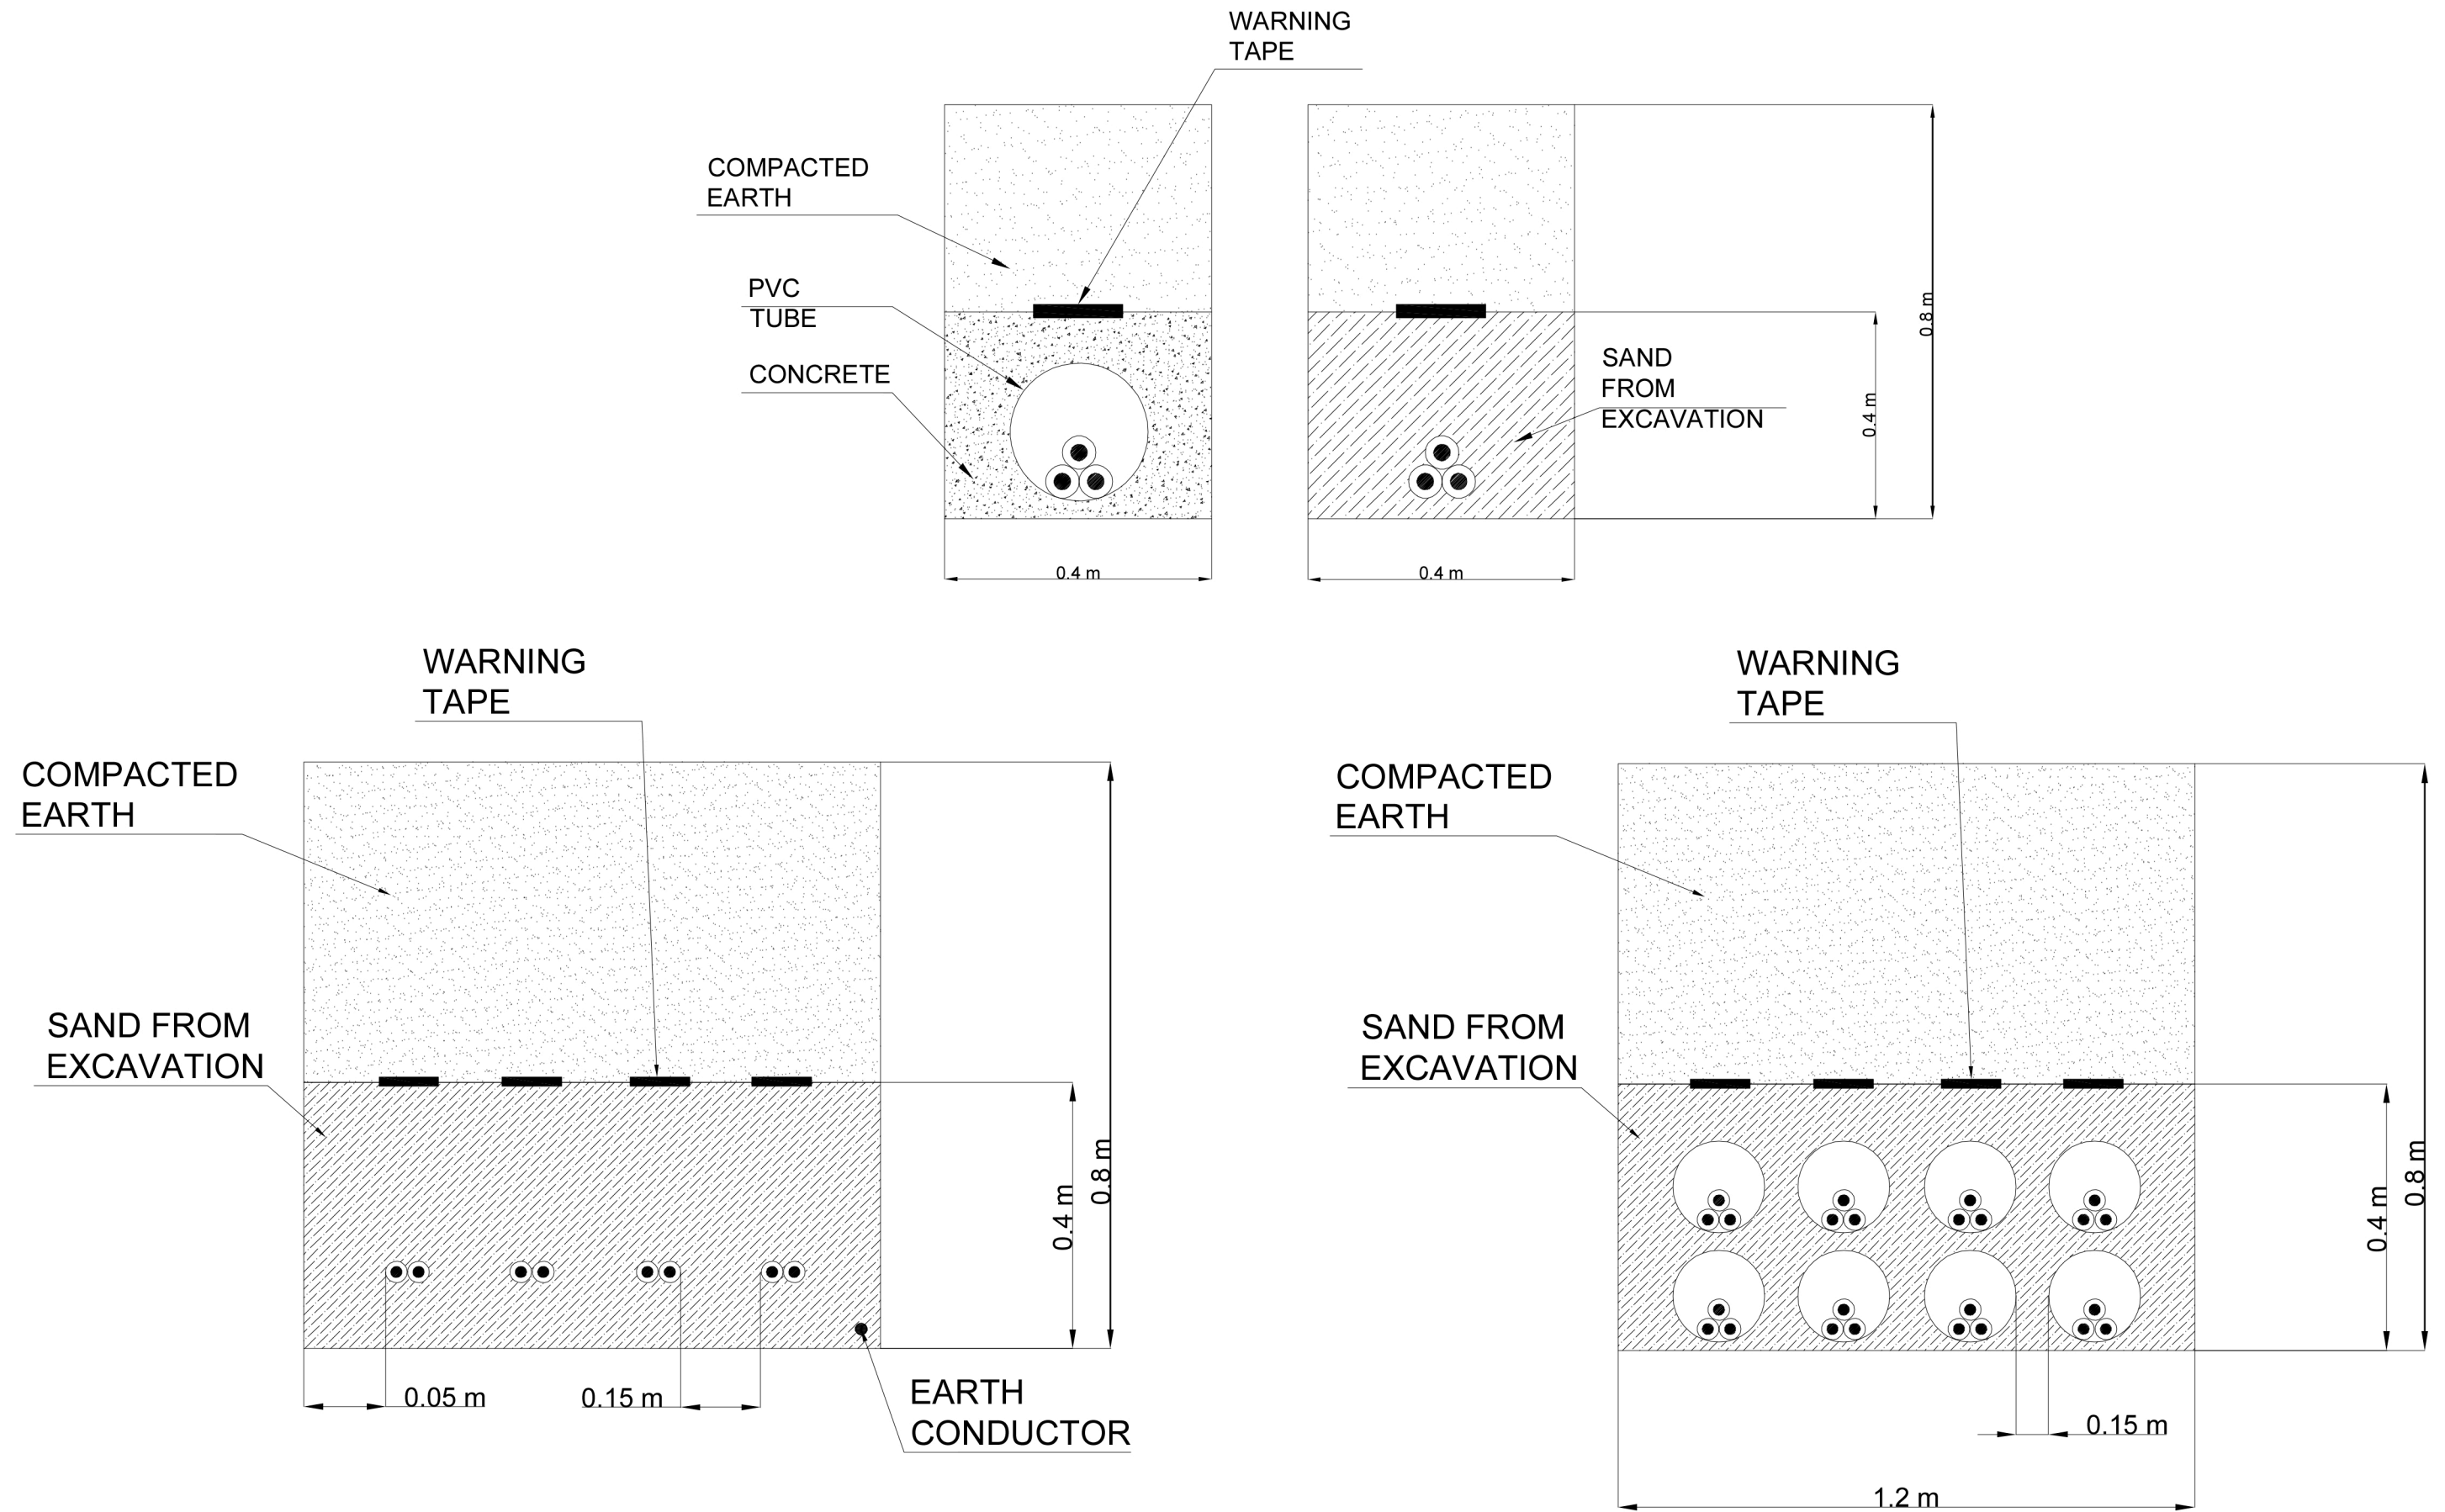 WARNING
TAPE
COMPACTED
EARTH
PVC
TUBE
CONCRETE
SAND
FROM
EXCAVATION
0.8 m
0.4 m
0.4 m
0.4 m
WARNING
TAPE
COMPACTED
EARTH
SAND FROM
EXCAVATION
0.8 m
0.4 m
0.05 m
0.15 m
EARTH
CONDUCTOR
WARNING
TAPE
COMPACTED
EARTH
SAND FROM
EXCAVATION
0.8 m
0.4 m
0.15 m
1.2 m